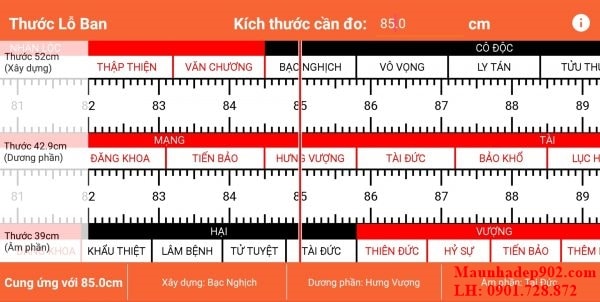 Thước Lỗ Ban Kích thước cần đo: 85.0 cm
NHÂN LỘC CÔ ĐỘC
Thước 52cm
(Xây dựng)
THẬP THIỆN VĂN CHƯƠNG BẠC NGHỊCH VÔ VỌNG LY TÁN TỬU THỤ
81 82 83 84 85 86 87 88 89
Thước 42.9cm
(Dương phần)
MẠNG TÀI
ĐĂNG KHOA TIẾN BẢO HƯNG VƯỢNG TÀI ĐỨC BẢO KHỐ LỤC H
81 82 83 84 85 86 87 88 89
Thước 39cm
(Âm phần)
HẠI VƯỢNG
KHẨU THIỆT LÂM BỆNH TỬ TUYỆT TÀI ĐỨC THIÊN ĐỨC HỶ SỰ TIẾN BẢO THÊM
Cung ứng với 85.0cm Xây dựng: Bạc Nghịch Dương phần: Hưng Vượng Âm phần: Tài Đức
Maunhadep902.com
LH: 0901.728.872